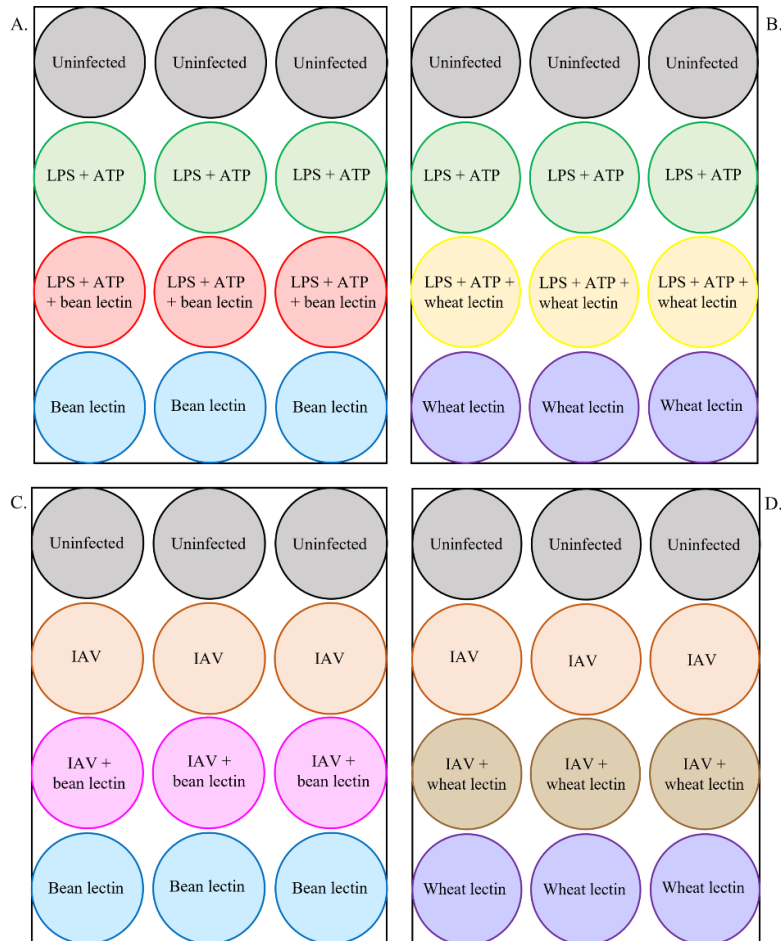 A.
B.
Uninfected Uninfected Uninfected
Uninfected Uninfected Uninfected
LPS + ATP LPS + ATP LPS + ATP
LPS + ATP LPS + ATP LPS + ATP
LPS + ATP
+ bean lectin
LPS + ATP
+ bean lectin
LPS + ATP
+ bean lectin
LPS + ATP +
wheat lectin
LPS + ATP +
wheat lectin
LPS + ATP +
wheat lectin
Bean lectin Bean lectin Bean lectin
Wheat lectin Wheat lectin Wheat lectin
C.
D.
Uninfected Uninfected Uninfected
Uninfected Uninfected Uninfected
IAV IAV IAV
IAV IAV IAV
IAV +
bean lectin
IAV +
bean lectin
IAV +
bean lectin
IAV +
wheat lectin
IAV +
wheat lectin
IAV +
wheat lectin
Bean lectin Bean lectin Bean lectin
Wheat lectin Wheat lectin Wheat lectin